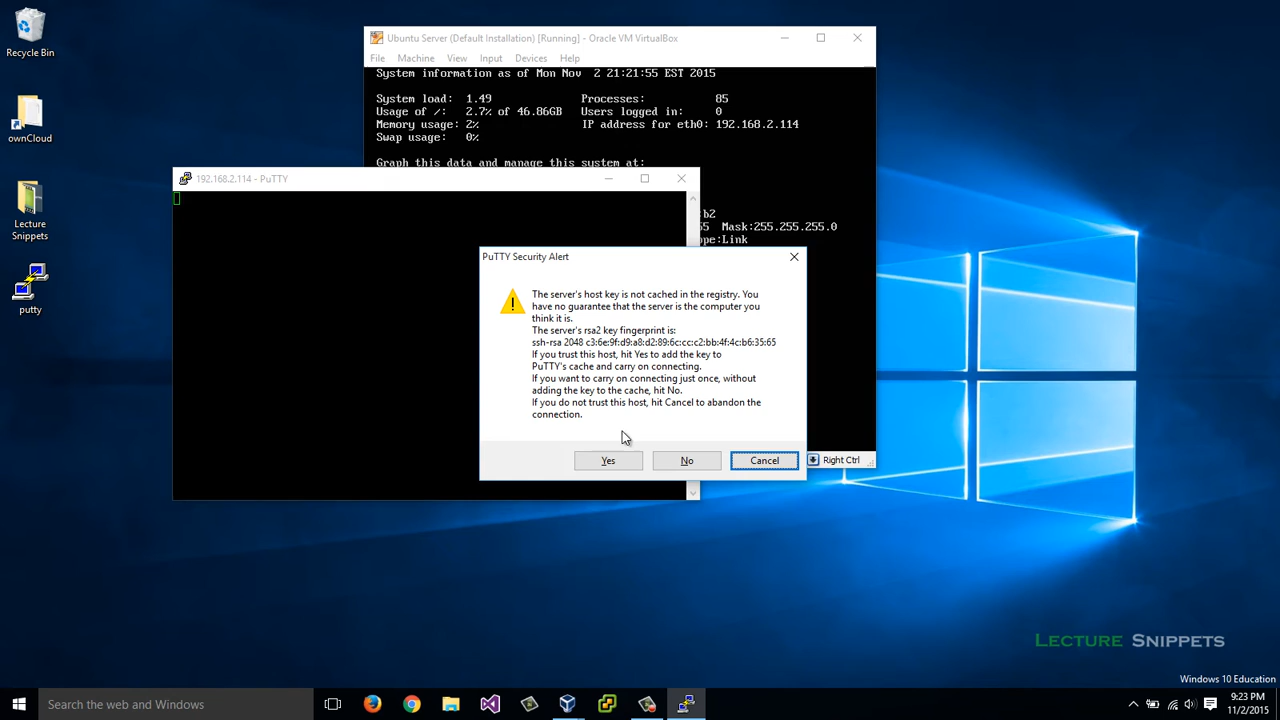 Recycle Bin
ownCloud
Lecture
Snippets
putty
Ubuntu Server (Default Installation) [Running] - Oracle VM VirtualBox
File Machine View Input Devices Help
System information as of Mon Nov  2 21:21:55 EST 2015
System load:  1.49 Processes: 85
Usage of /:  2.7% of 46.86GB Users logged in: 0
Memory usage: 2% IP address for eth0: 192.168.2.114
Swap usage:  0%
Graph this data and manage this system at:
:b2
55  Mask:255.255.255.0
ope:Link
Right Ctrl
192.168.2.114 - PuTTY
PuTTY Security Alert
The server's host key is not cached in the registry. You
have no guarantee that the server is the computer you
think it is.
The server's rsa2 key fingerprint is:
ssh-rsa 2048 c3:6e:9f:d9:a8:d2:89:6c:cc:c2:bb:4f:4c:b6:35:65
If you trust this host, hit Yes to add the key to
PuTTY's cache and carry on connecting.
If you want to carry on connecting just once, without
adding the key to the cache, hit No.
If you do not trust this host, hit Cancel to abandon the
connection.
Yes No Cancel
Lecture Snippets
Windows 10 Education
Search the web and Windows
9:23 PM
11/2/2015